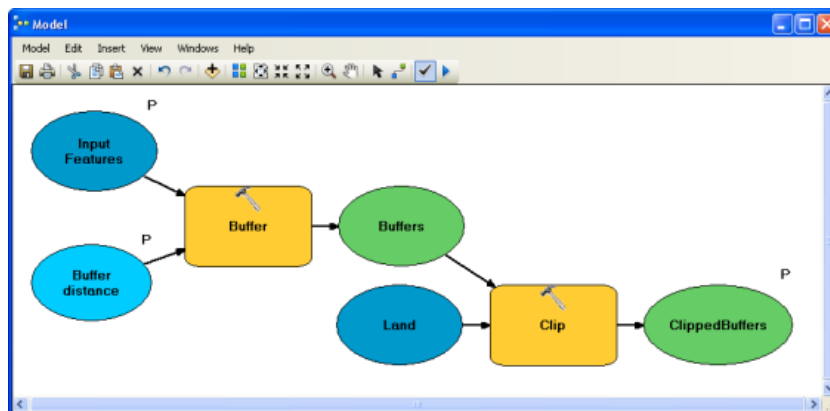 Model
Model Edit Insert View Windows Help
P
Input
Features
P
Buffer
distance
Buffer
Buffers
Land
Clip
P
ClippedBuffers